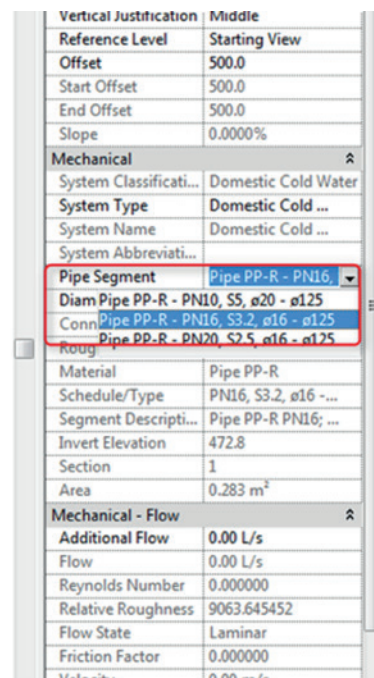 Vertical Justification Middle
Reference Level Starting View
Offset 500.0
Start Offset 500.0
End Offset 500.0
Slope 0.0000%
Mechanical
System Classificati... Domestic Cold Water
System Type Domestic Cold ...
System Name Domestic Cold ...
System Abbreviati...
Pipe Segment Pipe PP-R - PN16,
Diam Pipe PP-R - PN10, S5, ø20 - ø125
Conn Pipe PP-R - PN16, S3.2, ø16 - ø125
Roug Pipe PP-R - PN20, S2.5, ø16 - ø125
Material Pipe PP-R
Schedule/Type PN16, S3.2, ø16 -...
Segment Descripti... Pipe PP-R PN16; ...
Invert Elevation 472.8
Section 1
Area 0.283 m²
Mechanical - Flow
Additional Flow 0.00 L/s
Flow 0.00 L/s
Reynolds Number 0.000000
Relative Roughness 9063.645452
Flow State Laminar
Friction Factor 0.000000
Velocity 0.00 m/s